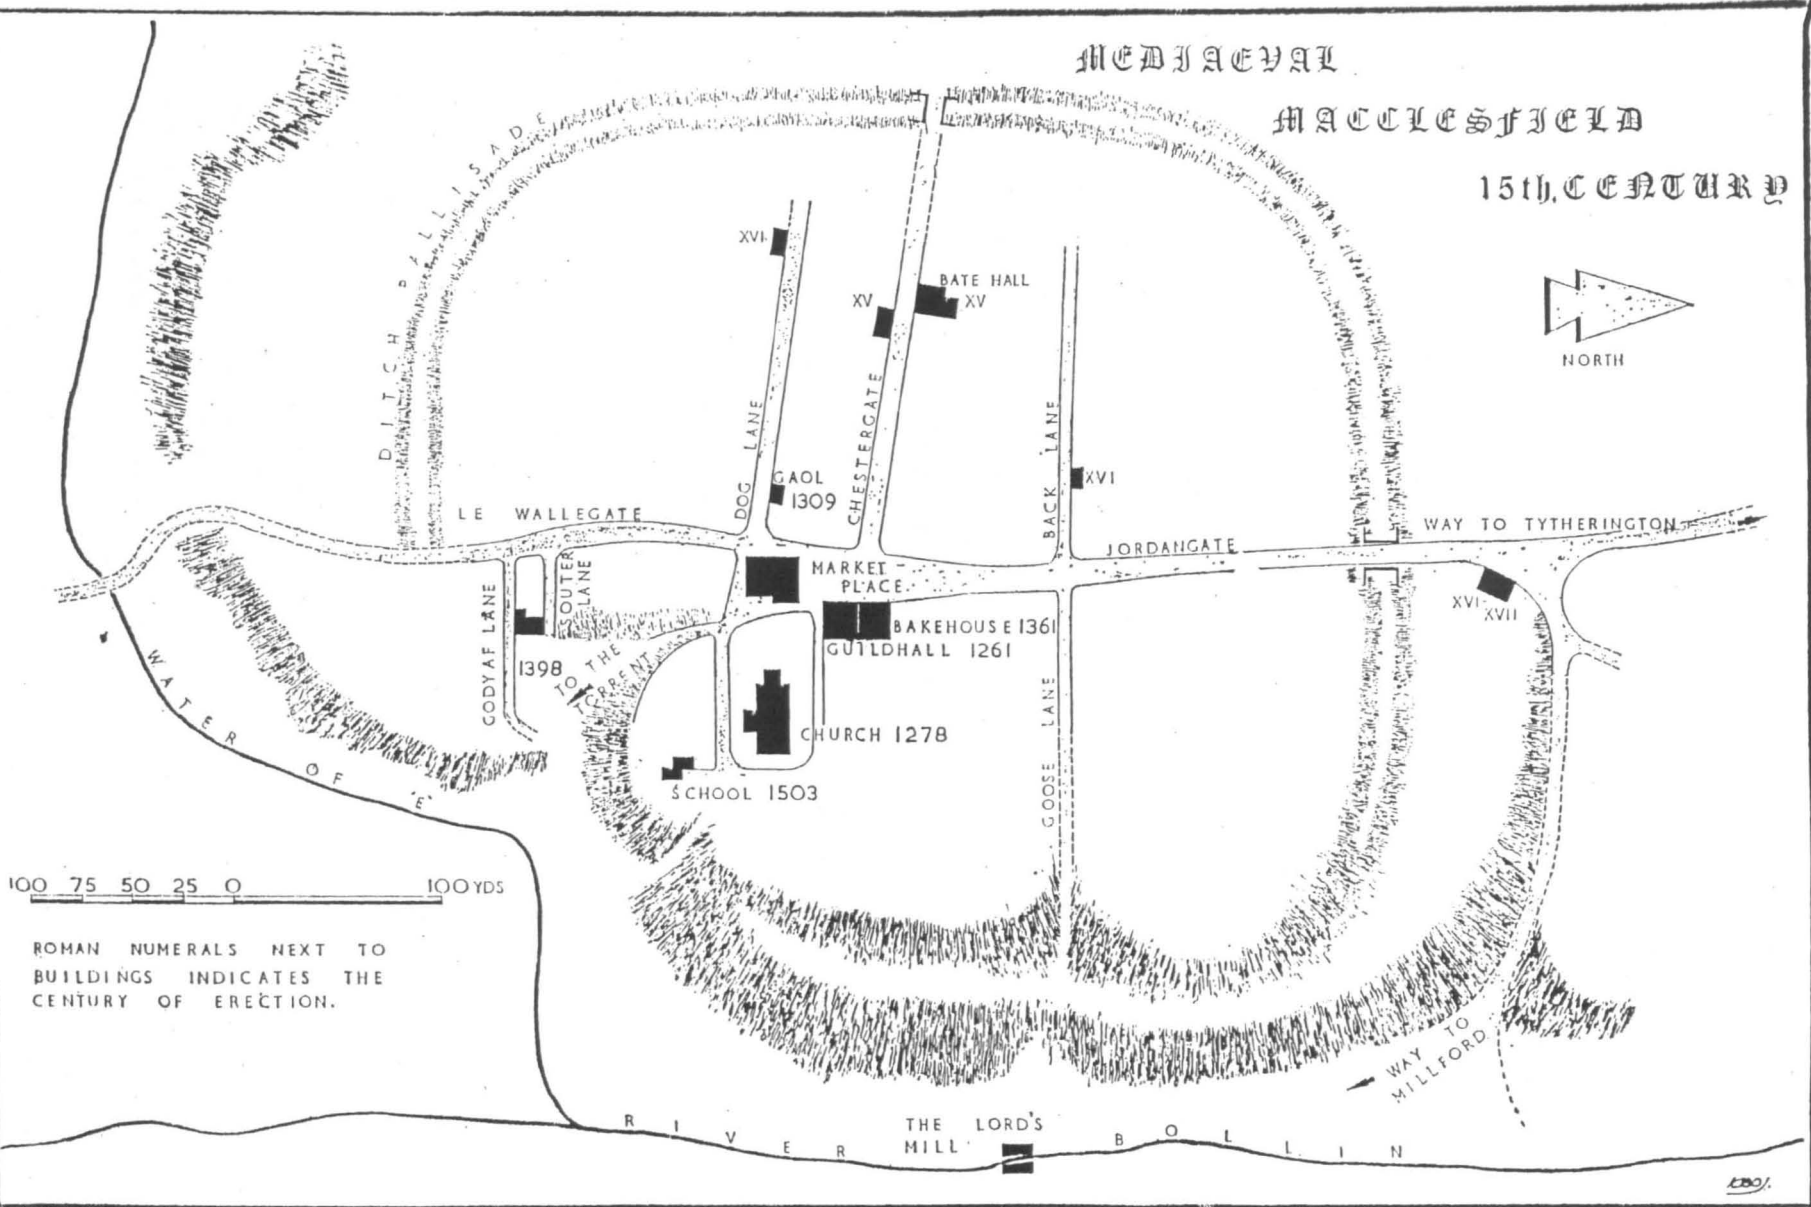 MEDIAEVAL
MACCLESFIELD
15th. CENTURY
DITCH PALLISADE
XVI
BATE HALL
XV
XV
NORTH
DOG LANE
GAOL
1309
CHESTERGATE
BACK LANE
XVI
LE WALLEGATE
WAY TO TYTHERINGTON
JORDANGATE
MARKET
PLACE
SOUTER
LANE
GODYAF LANE
1398
TO THE
TORRENT
BAKEHOUSE 1361
GUILDHALL 1261
XVI
XVII
CHURCH 1278
SCHOOL 1503
GOOSE LANE
WATER OF 'E'
100 75 50 25 0 100 YDS
ROMAN NUMERALS NEXT TO
BUILDINGS INDICATES THE
CENTURY OF ERECTION.
WAY TO
MILLFORD
THE LORD'S
MILL
RIVER BOLLIN